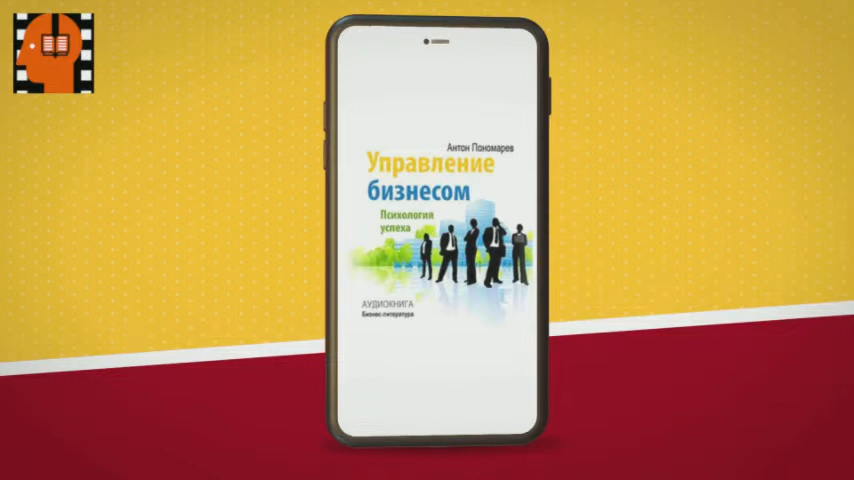 Антон Пономарев
Управление
бизнесом
Психология
успеха
АУДИОКНИГА
Бизнес-литература